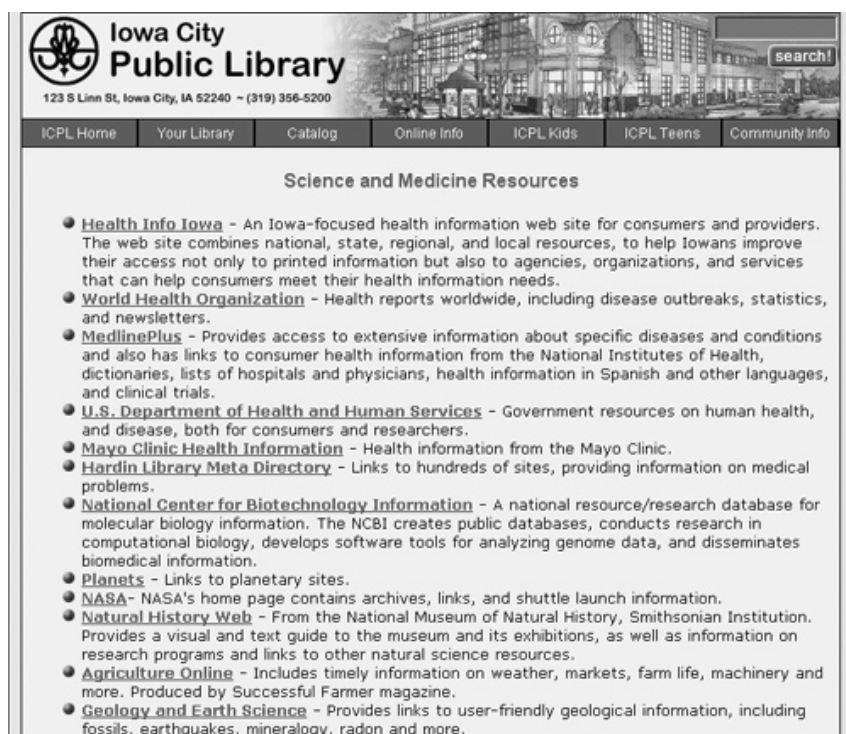 Iowa City
Public Library
123 S Linn St, Iowa City, IA 52240 ~ (319) 356-5200
search!
ICPL Home Your Library Catalog Online Info ICPL Kids ICPL Teens Community Info
Science and Medicine Resources
Health Info Iowa - An Iowa-focused health information web site for consumers and providers.
The web site combines national, state, regional, and local resources, to help Iowans improve
their access not only to printed information but also to agencies, organizations, and services
that can help consumers meet their health information needs.
World Health Organization - Health reports worldwide, including disease outbreaks, statistics,
and newsletters.
MedlinePlus - Provides access to extensive information about specific diseases and conditions
and also has links to consumer health information from the National Institutes of Health,
dictionaries, lists of hospitals and physicians, health information in Spanish and other languages,
and clinical trials.
U.S. Department of Health and Human Services - Government resources on human health,
and disease, both for consumers and researchers.
Mayo Clinic Health Information - Health information from the Mayo Clinic.
Hardin Library Meta Directory - Links to hundreds of sites, providing information on medical
problems.
National Center for Biotechnology Information - A national resource/research database for
molecular biology information. The NCBI creates public databases, conducts research in
computational biology, develops software tools for analyzing genome data, and disseminates
biomedical information.
Planets - Links to planetary sites.
NASA- NASA's home page contains archives, links, and shuttle launch information.
Natural History Web - From the National Museum of Natural History, Smithsonian Institution.
Provides a visual and text guide to the museum and its exhibitions, as well as information on
research programs and links to other natural science resources.
Agriculture Online - Includes timely information on weather, markets, farm life, machinery and
more. Produced by Successful Farmer magazine.
Geology and Earth Science - Provides links to user-friendly geological information, including
fossils, earthquakes, mineralogy, radon and more.